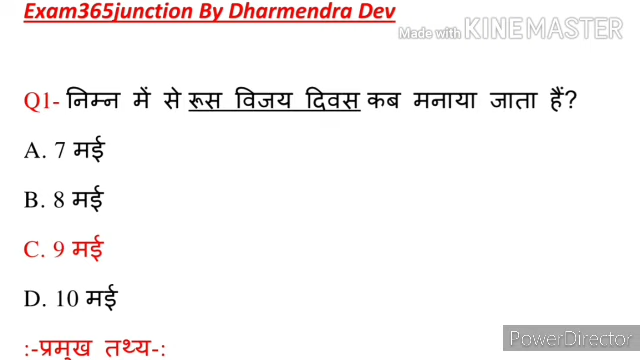 Exam365junction By Dharmendra Dev
Made with KINEMASTER
Q1- निम्न में से रूस विजय दिवस कब मनाया जाता हैं?
A. 7 मई
B. 8 मई
C. 9 मई
D. 10 मई
PowerDirector
:-प्रमुख तथ्य-: